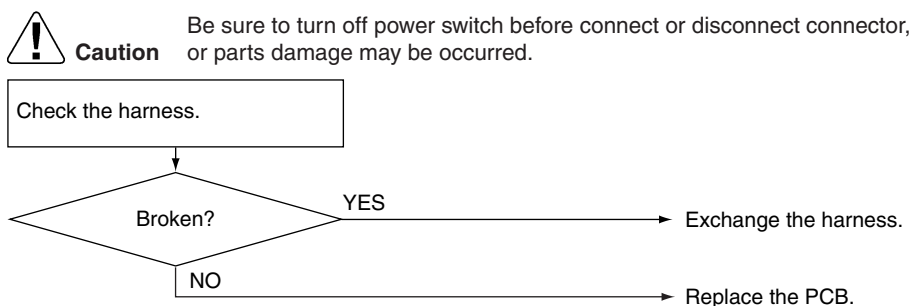 Be sure to turn off power switch before connect or disconnect connector,
Caution or parts damage may be occurred.
Check the harness.
Broken?
YES
Exchange the harness.
NO
Replace the PCB.